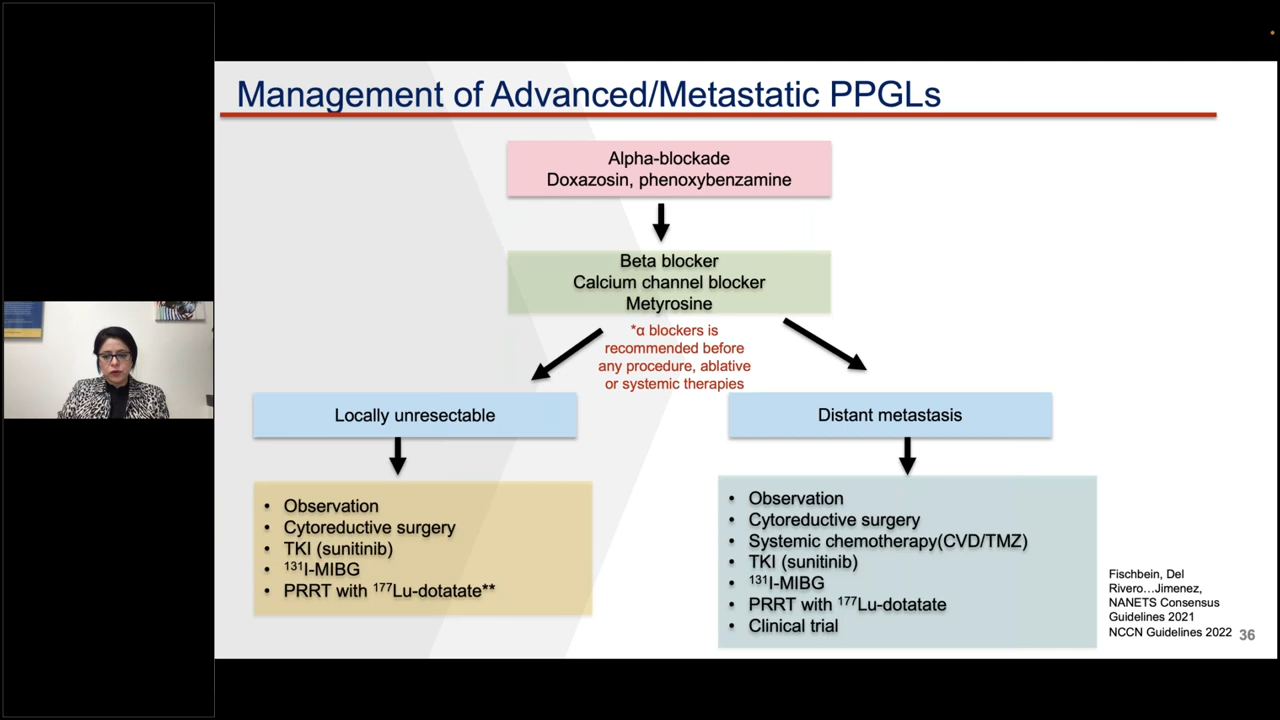 Management of Advanced/Metastatic PPGLs
Alpha-blockade
Doxazosin, phenoxybenzamine
Beta blocker
Calcium channel blocker
Metyrosine
*α blockers is
recommended before
any procedure, ablative
or systemic therapies
Locally unresectable
• Observation
• Cytoreductive surgery
• TKI (sunitinib)
• ¹³¹I-MIBG
• PRRT with ¹⁷⁷Lu-dotatate**
Distant metastasis
• Observation
• Cytoreductive surgery
• Systemic chemotherapy(CVD/TMZ)
• TKI (sunitinib)
• ¹³¹I-MIBG
• PRRT with ¹⁷⁷Lu-dotatate
• Clinical trial
Fischbein, Del
Rivero…Jimenez,
NANETS Consensus
Guidelines 2021
NCCN Guidelines 2022
36